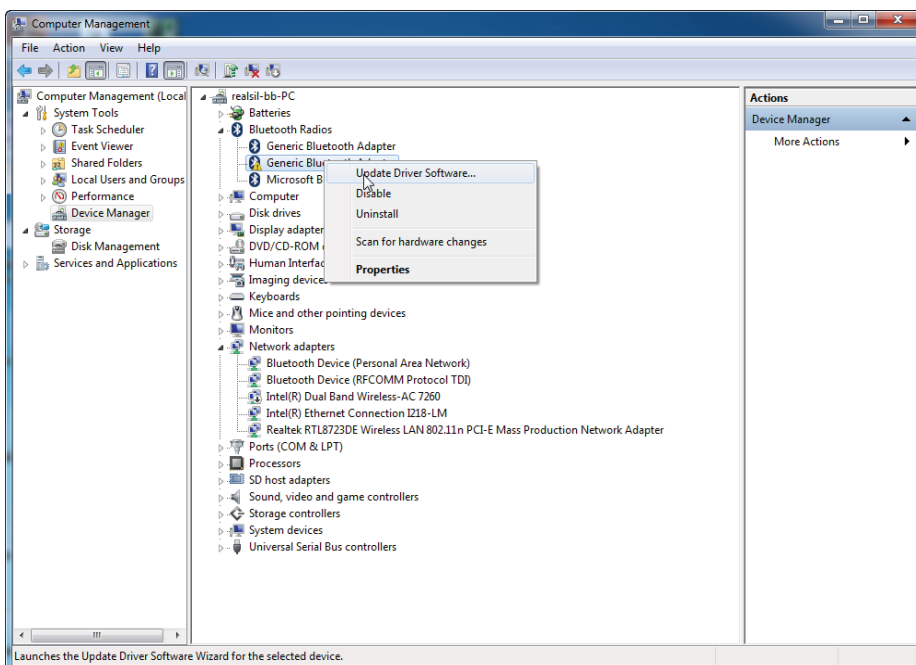 Computer Management
File Action View Help
Computer Management (Local
System Tools
Task Scheduler
Event Viewer
Shared Folders
Local Users and Groups
Performance
Device Manager
Storage
Disk Management
Services and Applications
realsil-bb-PC
Batteries
Bluetooth Radios
Generic Bluetooth Adapter
Generic
Microsoft B
Computer
Disk drives
Display adapter
DVD/CD-ROM
Human Interfac
Imaging devices
Keyboards
Mice and other pointing devices
Monitors
Network adapters
Bluetooth Device (Personal Area Network)
Bluetooth Device (RFCOMM Protocol TDI)
Intel(R) Dual Band Wireless-AC 7260
Intel(R) Ethernet Connection I218-LM
Realtek RTL8723DE Wireless LAN 802.11n PCI-E Mass Production Network Adapter
Ports (COM & LPT)
Processors
SD host adapters
Sound, video and game controllers
Storage controllers
System devices
Universal Serial Bus controllers
Update Driver Software...
Disable
Uninstall
Scan for hardware changes
Properties
Actions
Device Manager
More Actions
Launches the Update Driver Software Wizard for the selected device.